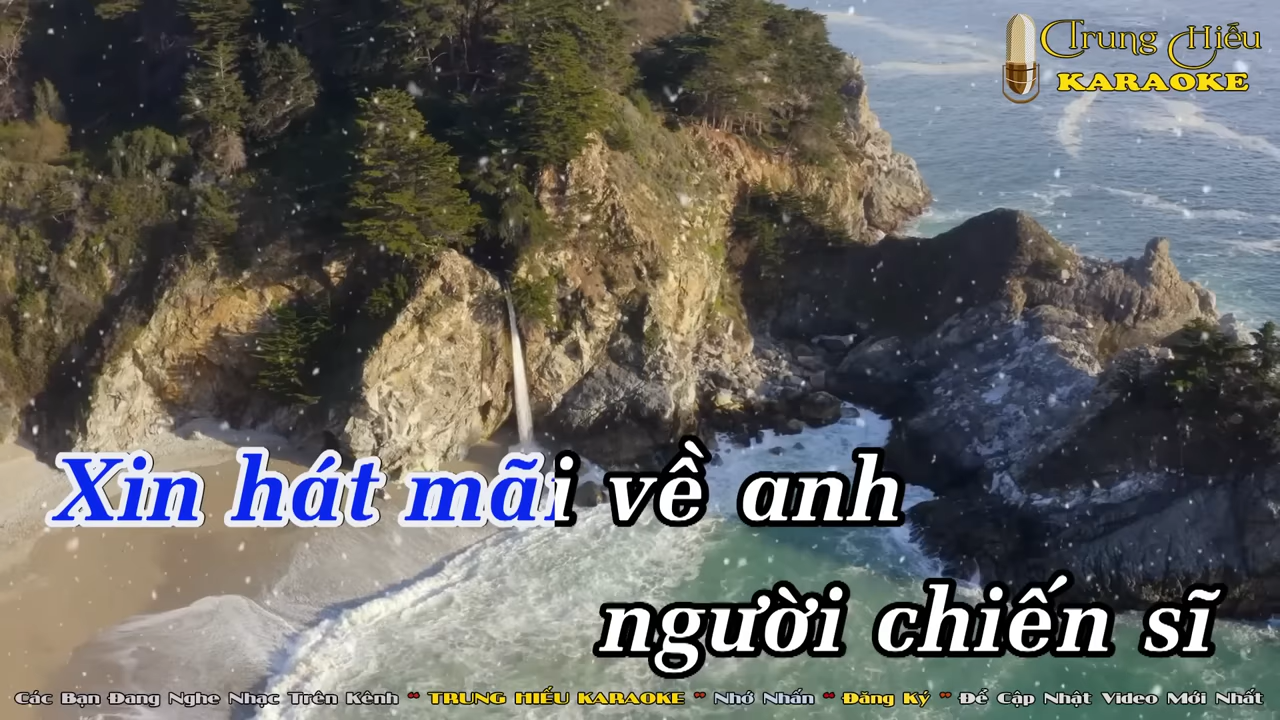 Trung Hiếu
KARAOKE
Xin hát mãi về anh
người chiến sĩ
Các Bạn Đang Nghe Nhạc Trên Kênh “ TRUNG HIẾU KARAOKE ” Nhớ Nhấn “ Đăng Ký ” Để Cập Nhật Video Mới Nhất